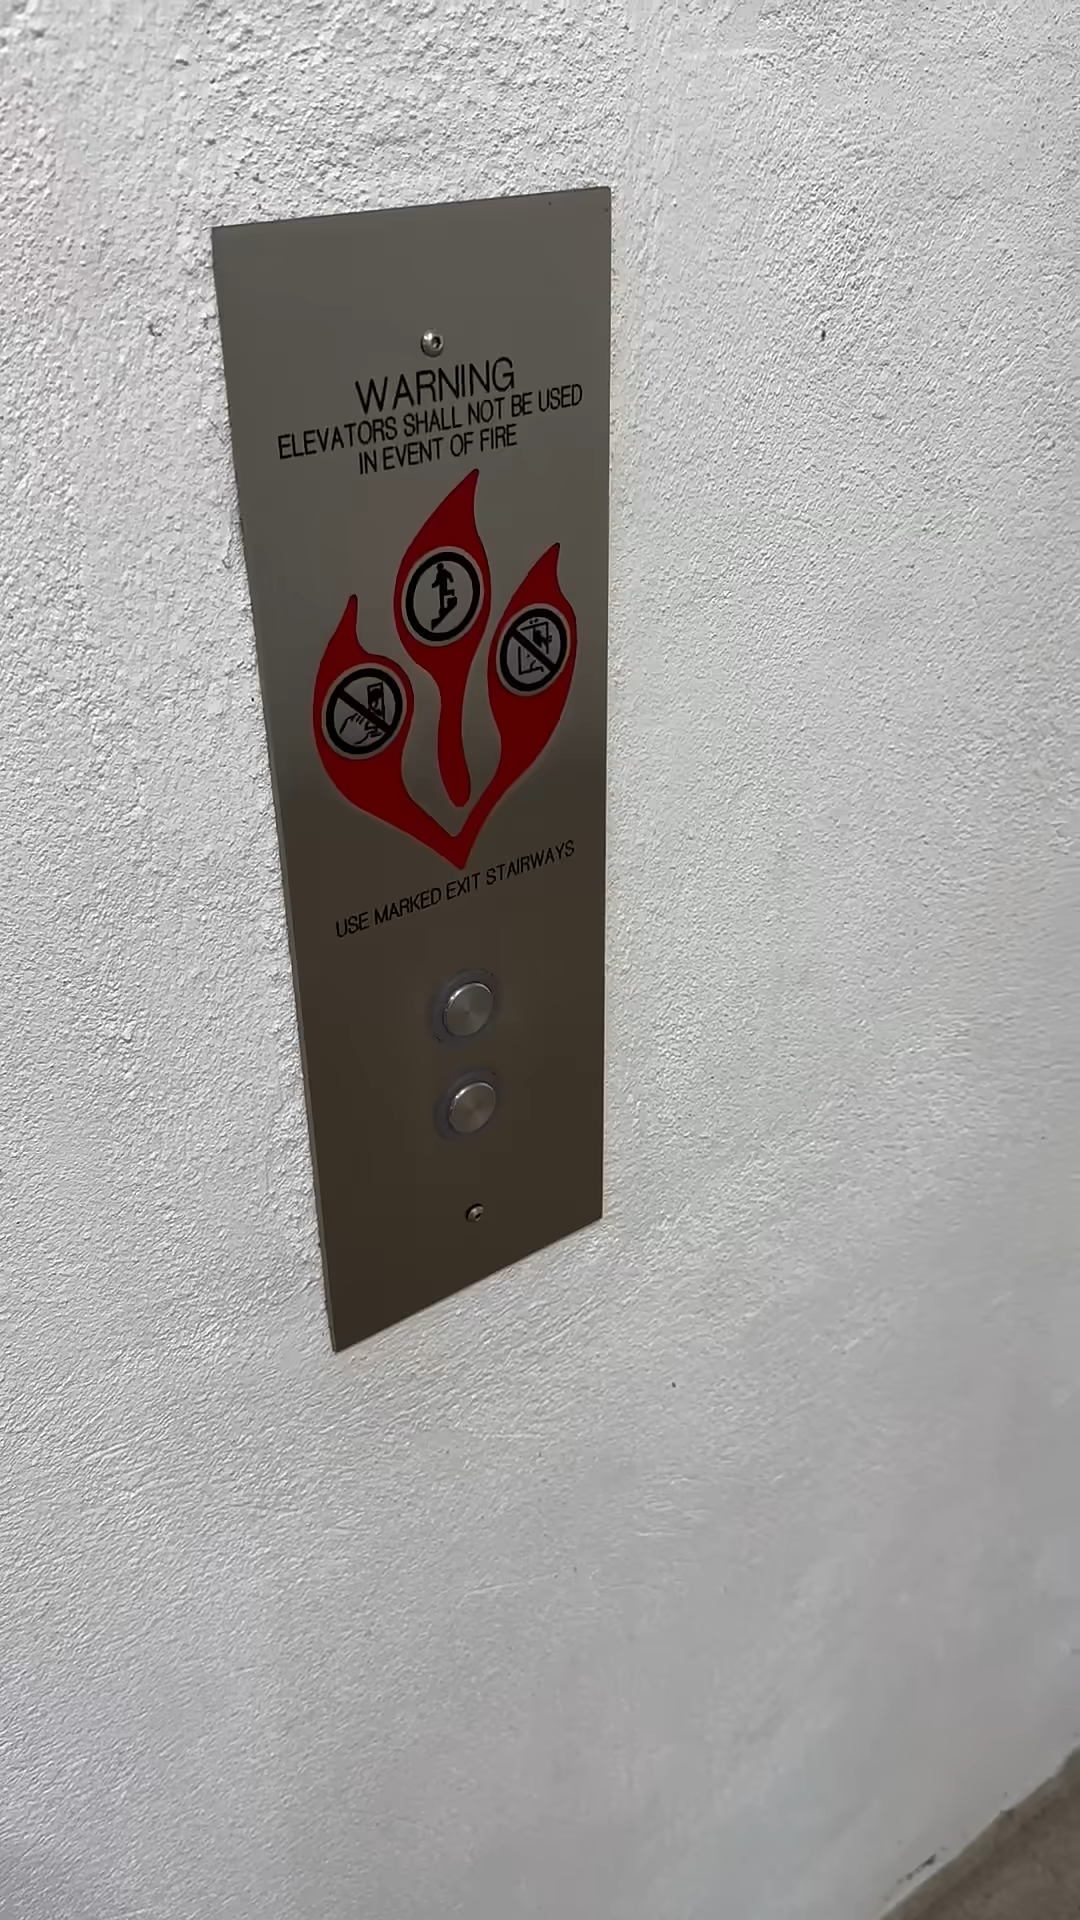 WARNING
ELEVATORS SHALL NOT BE USED
IN EVENT OF FIRE
USE MARKED EXIT STAIRWAYS